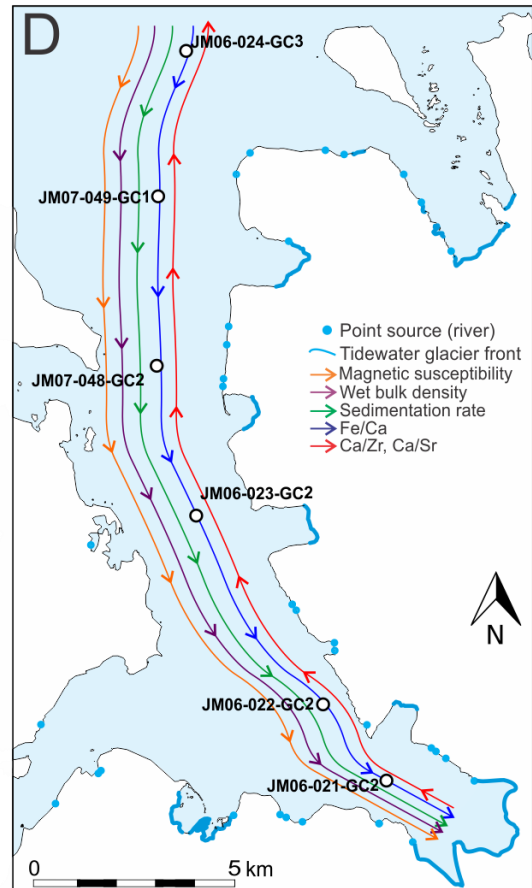 D
JM06-024-GC3
JM07-049-GC1
JM07-048-GC2
Point source (river)
Tidewater glacier front
Magnetic susceptibility
Wet bulk density
Sedimentation rate
Fe/Ca
Ca/Zr, Ca/Sr
JM06-023-GC2
N
JM06-022-GC2
JM06-021-GC2
0 5 km